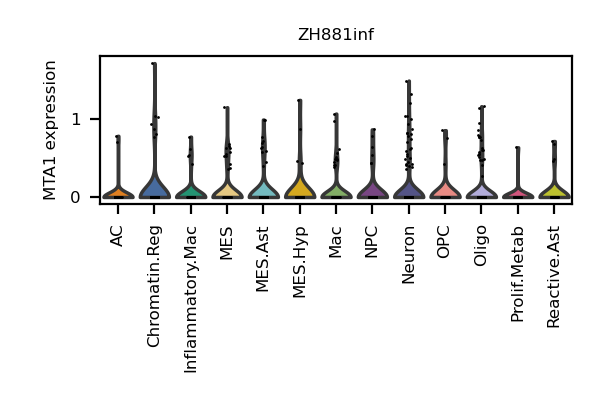 ZH881inf
MTA1 expression
1
0
AC
Chromatin.Reg
Inflammatory.Mac
MES
MES.Ast
MES.Hyp
Mac
NPC
Neuron
OPC
Oligo
Prolif.Metab
Reactive.Ast